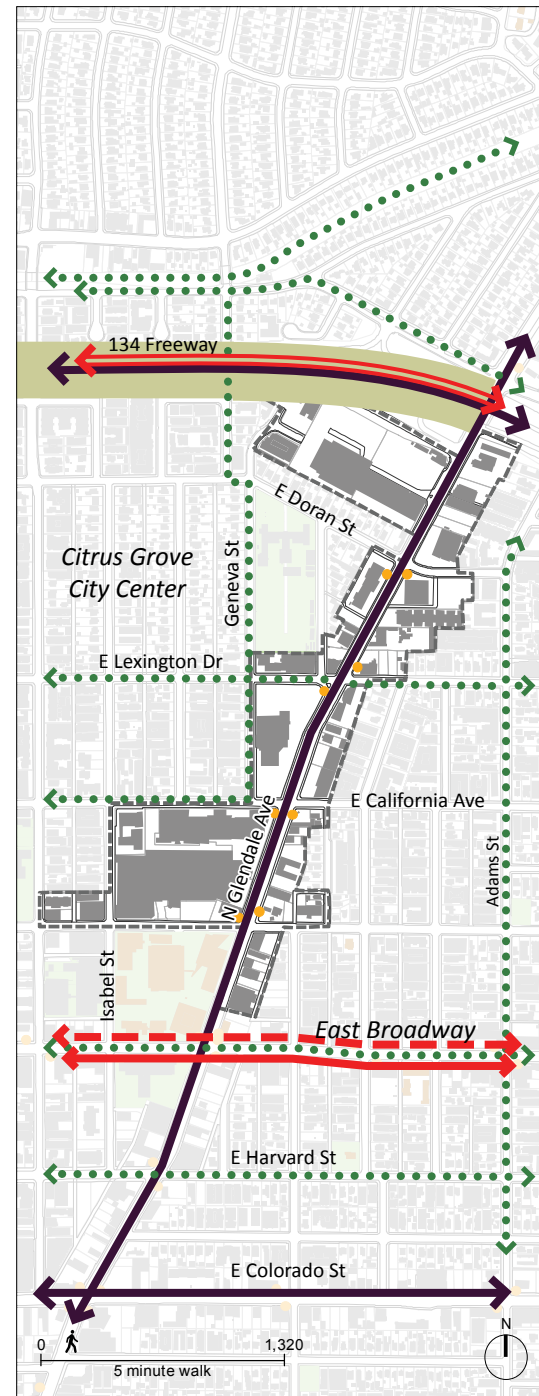 134 Freeway
E Doran St
Citrus Grove
City Center
Geneva St
E Lexington Dr
E California Ave
N Glendale Ave
Adams St
Isabel St
East Broadway
E Harvard St
E Colorado St
0
1,320
5 minute walk
N